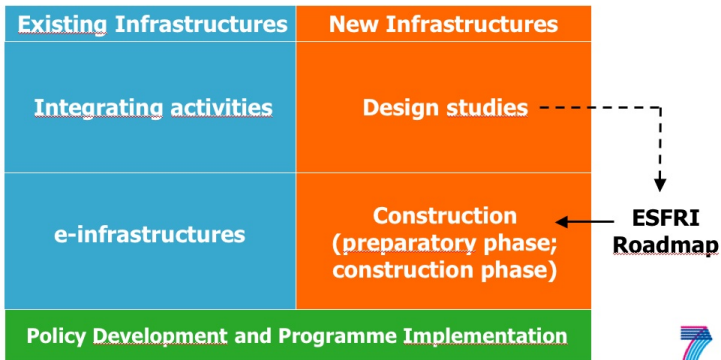 Existing Infrastructures
New Infrastructures
Integrating activities
Design studies
e-infrastructures
Construction
(preparatory phase;
construction phase)
ESFRI
Roadmap
Policy Development and Programme Implementation
7